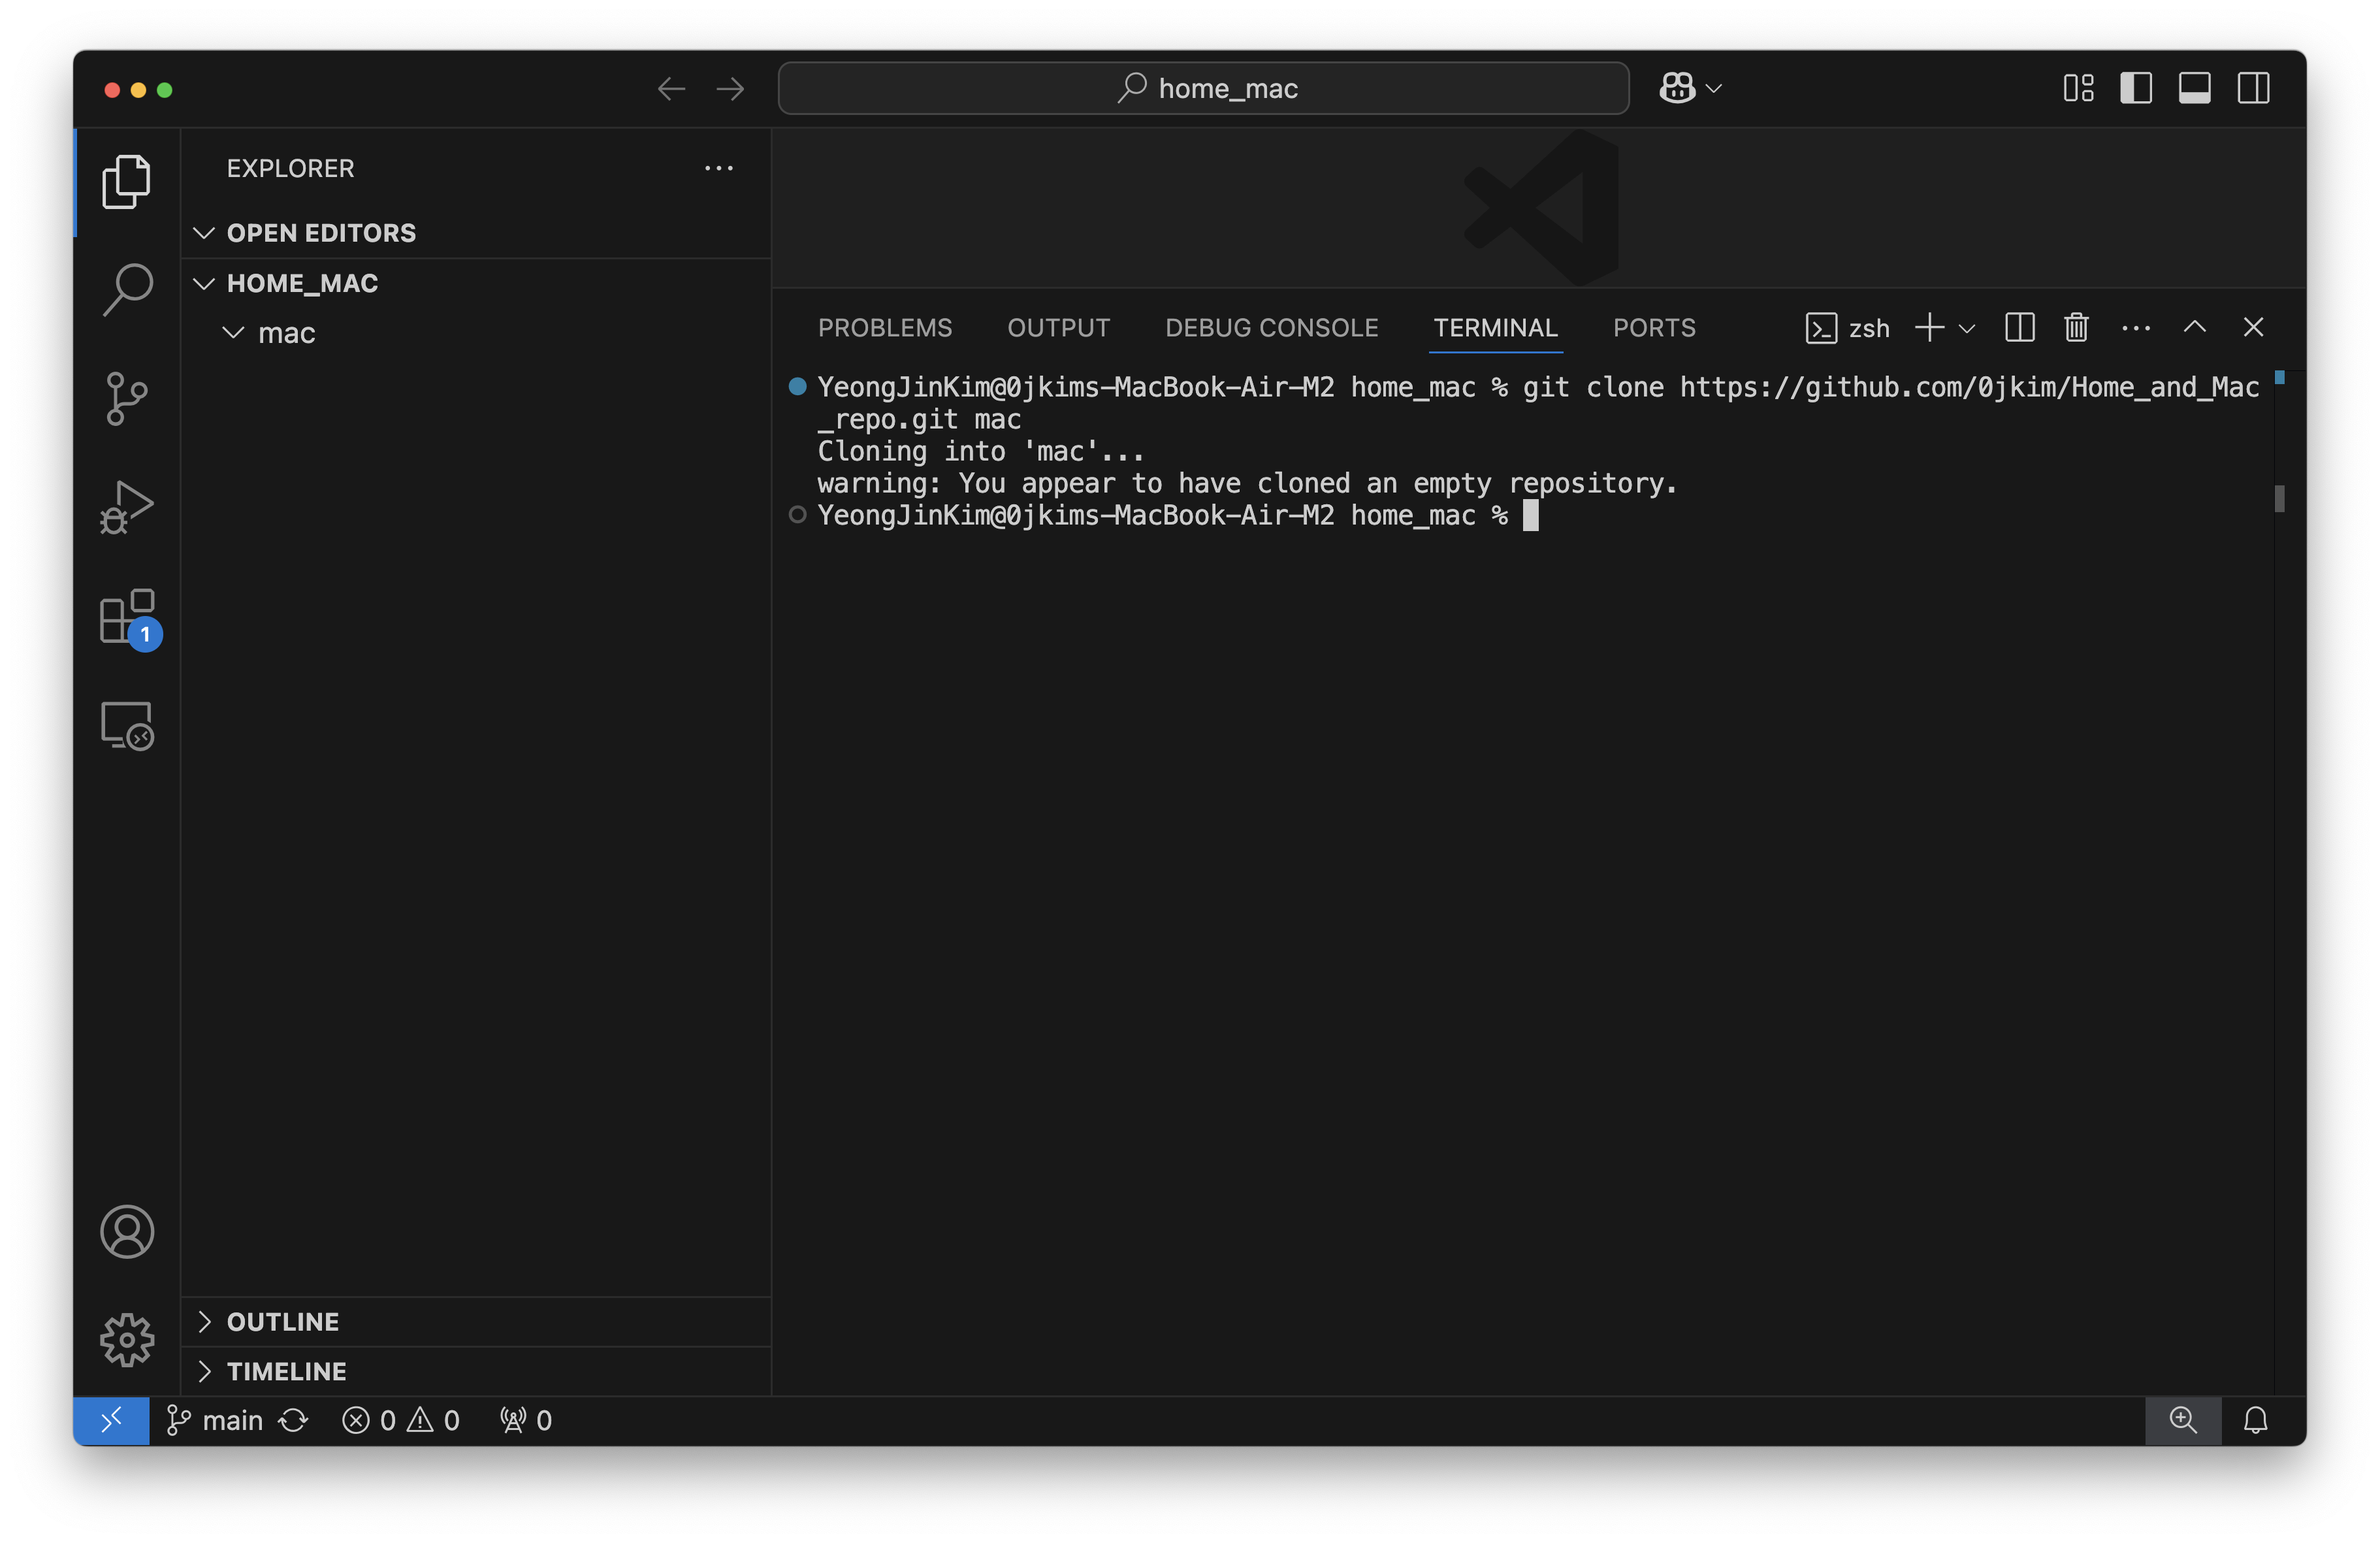 home_mac
EXPLORER
OPEN EDITORS
HOME_MAC
mac
1
PROBLEMS OUTPUT DEBUG CONSOLE TERMINAL PORTS zsh
YeongJinKim@0jkims-MacBook-Air-M2 home_mac % git clone https://github.com/0jkim/Home_and_Mac
_repo.git mac
Cloning into 'mac'...
warning: You appear to have cloned an empty repository.
YeongJinKim@0jkims-MacBook-Air-M2 home_mac %
OUTLINE
TIMELINE
main 0 0 0